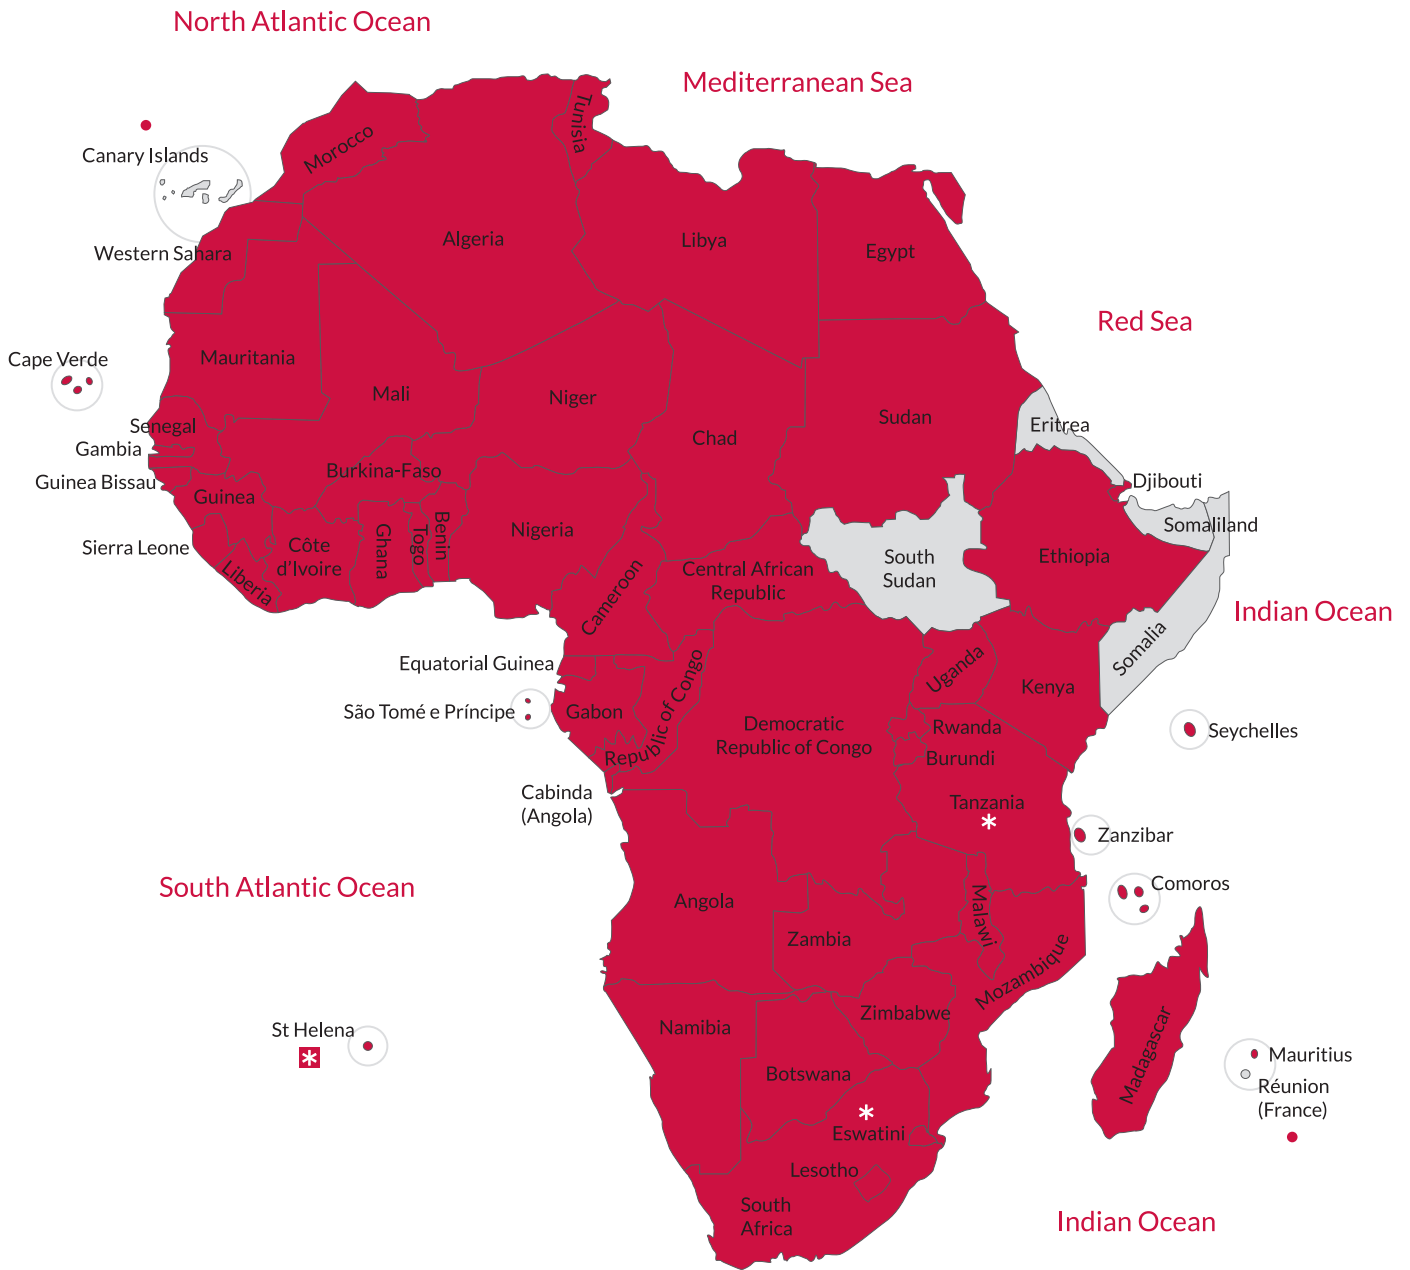 North Atlantic Ocean
Mediterranean Sea
Tunisia
Morocco
Canary Islands
Algeria
Libya
Egypt
Western Sahara
Red Sea
Cape Verde
Mauritania
Mali
Niger
Chad
Sudan
Eritrea
Senegal
Gambia
Burkina-Faso
Djibouti
Guinea Bissau
Guinea
Somaliland
Sierra Leone
Liberia
Côte
d’Ivoire
Ghana
Togo
Benin
Nigeria
Cameroon
Central African
Republic
South
Sudan
Ethiopia
Indian Ocean
Somalia
Equatorial Guinea
São Tomé e Príncipe
Gabon
Republic of Congo
Democratic
Republic of Congo
Uganda
Kenya
Rwanda
Burundi
Seychelles
Cabinda
(Angola)
Tanzania
*
Zanzibar
South Atlantic Ocean
Angola
Zambia
Malawi
Comoros
Mozambique
Zimbabwe
Namibia
St Helena
*
Botswana
Madagascar
Mauritius
Réunion
(France)
*
Eswatini
Lesotho
South
Africa
Indian Ocean